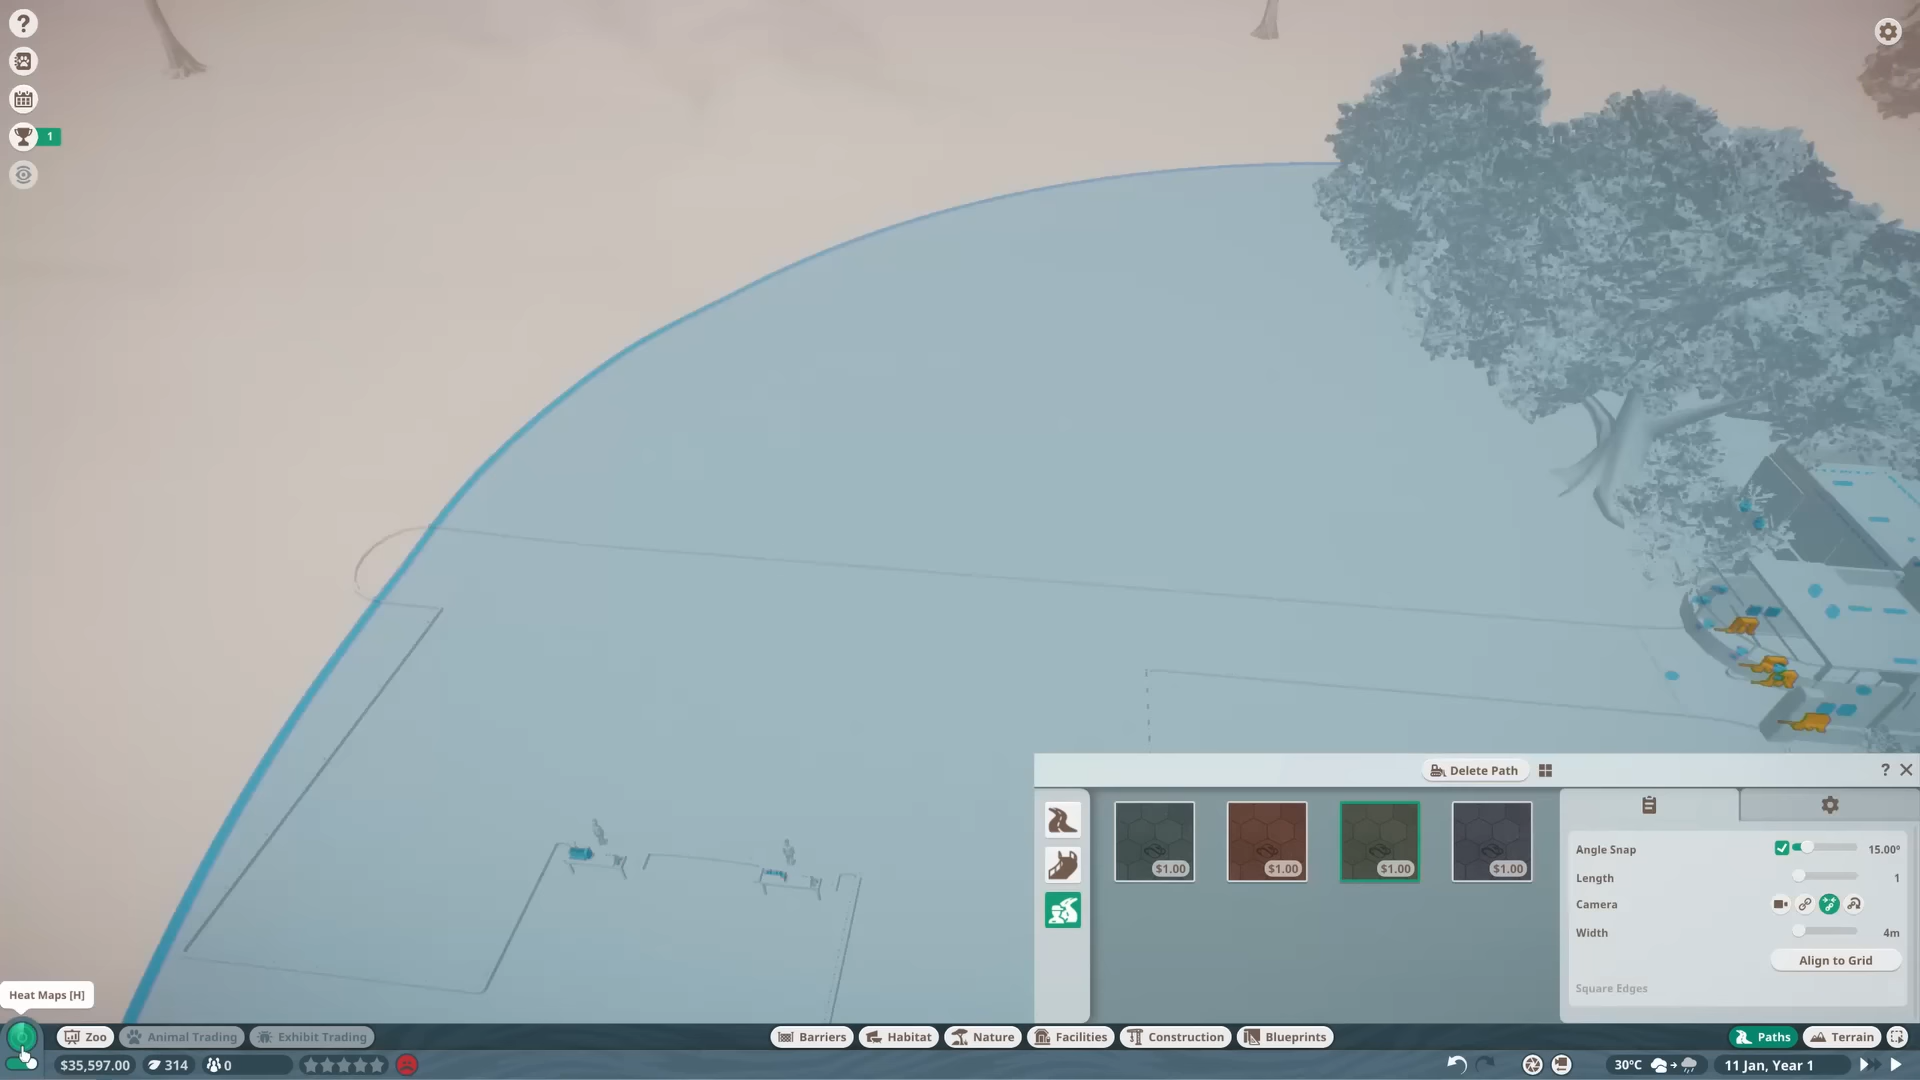 ?
1
Delete Path
?
$1.00
$1.00
$1.00
$1.00
Angle Snap
15.00°
Length
1
Camera
Width
4m
Align to Grid
Square Edges
Heat Maps [H]
Zoo
Animal Trading
Exhibit Trading
Barriers
Habitat
Nature
Facilities
Construction
Blueprints
Paths
Terrain
$35,597.00
314
0
30°C
11 Jan, Year 1